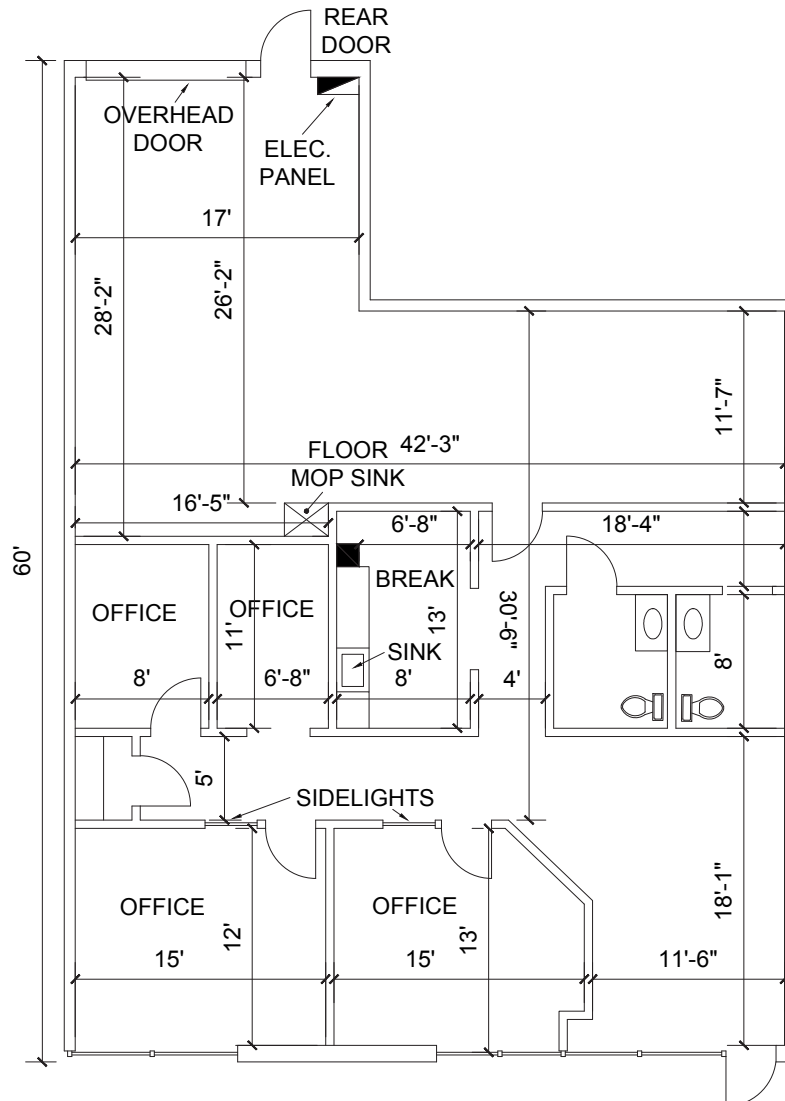 REAR
DOOR
OVERHEAD
DOOR
ELEC.
PANEL
17'
28'-2"
26'-2"
11'-7"
FLOOR
MOP SINK
42'-3"
16'-5"
6'-8"
18'-4"
60'
OFFICE
OFFICE
BREAK
11'
13'
30'-6"
SINK
8'
8'
6'-8"
8'
4'
5'
SIDELIGHTS
OFFICE
OFFICE
12'
13'
18'-1"
15'
15'
11'-6"